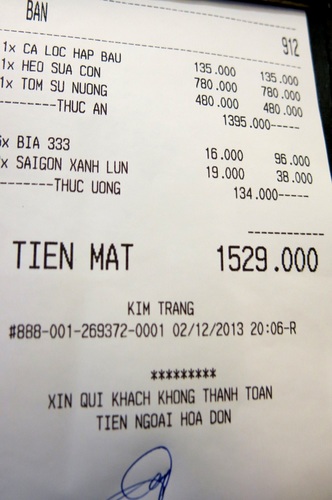 BAN 912
1x CA LOC HAP BAU 135.000 135.000
1x HEO SUA CON 780.000 780.000
1x TOM SU NUONG 480.000 480.000
-------THUC AN 1395.000-----
x BIA 333 16.000 96.000
x SAIGON XANH LUN 19.000 38.000
-------THUC UONG 134.000-----
TIEN MAT 1529.000
KIM TRANG
#888-001-269372-0001 02/12/2013 20:06-R
*********
XIN QUI KHACH KHONG THANH TOAN
TIEN NGOAI HOA DON